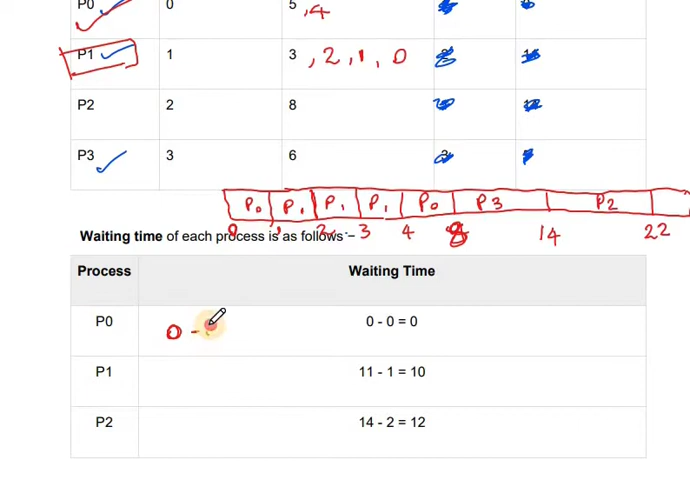 P0 0 5 ,4
P1 1 3 ,2,1,0
P2 2 8
P3 3 6
P0 P1 P1 P1 P0 P3 P2
0 1 2 3 4 8 14 22
Waiting time of each process is as follows -
Process Waiting Time
P0 0 - 0 - 0 = 0
P1 11 - 1 = 10
P2 14 - 2 = 12